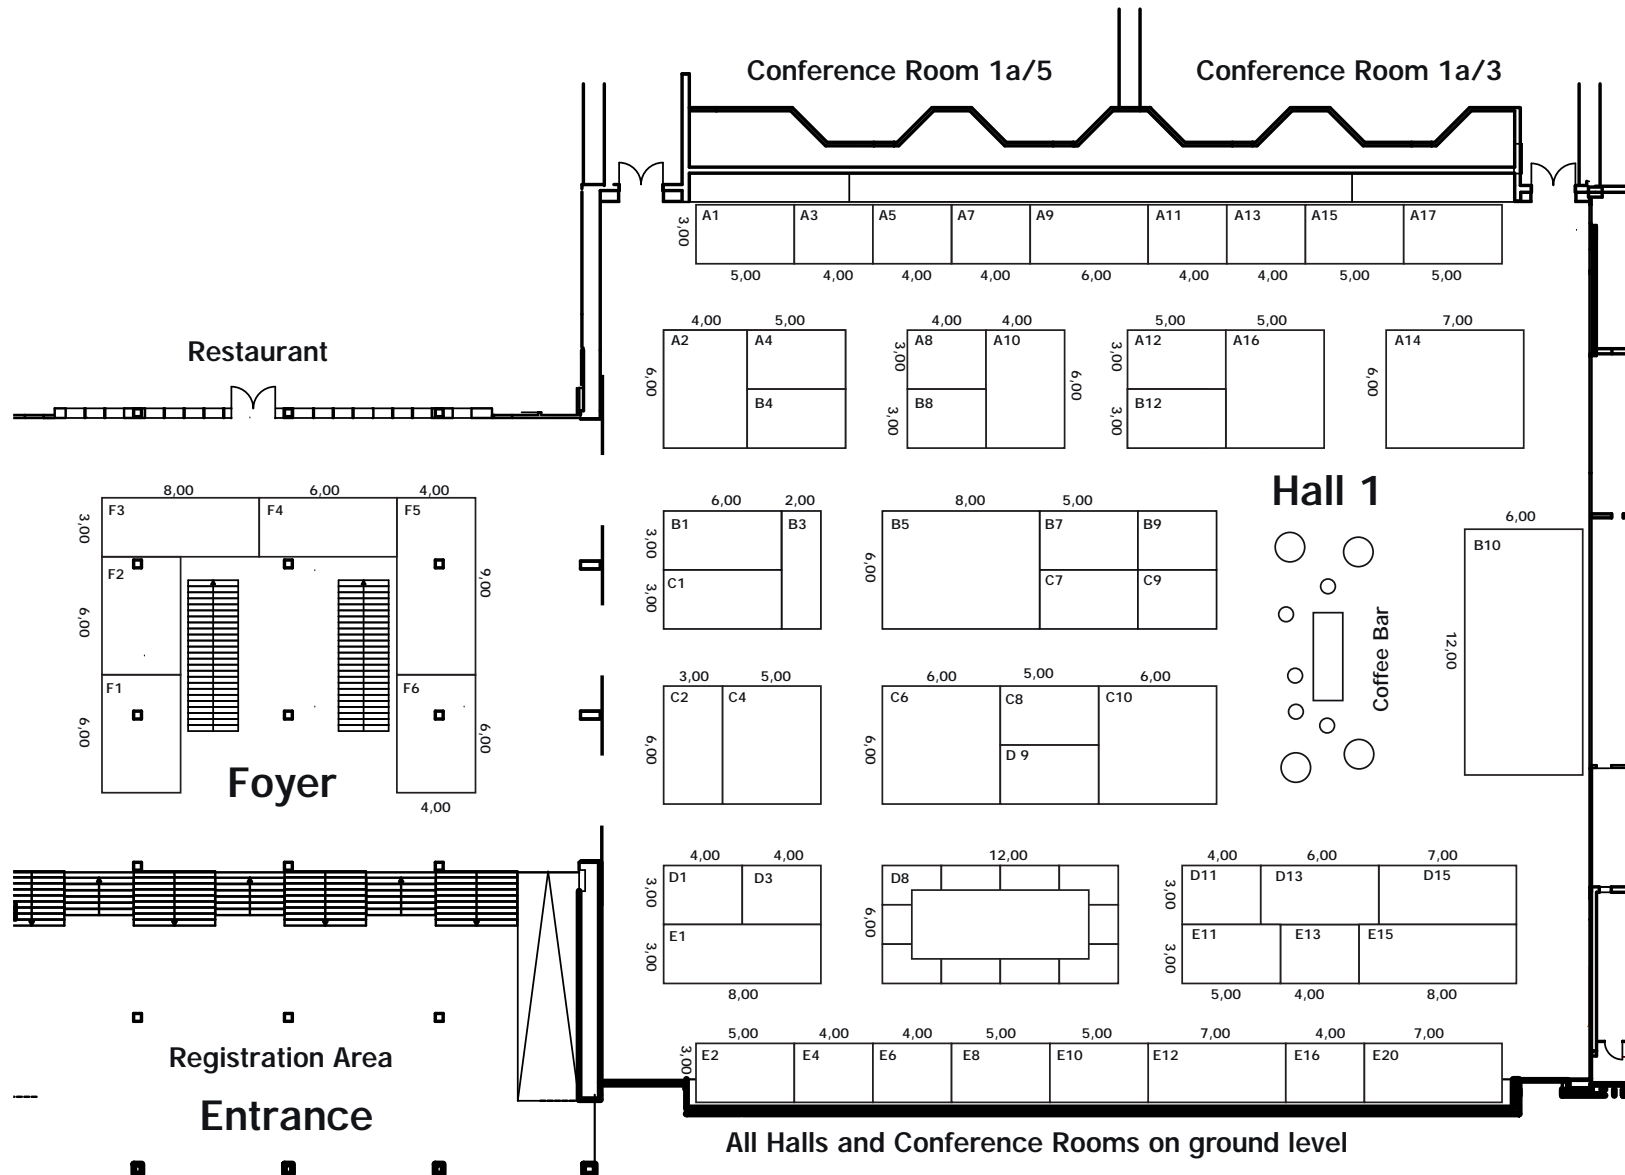 Conference Room 1a/5 Conference Room 1a/3
A1 A3 A5 A7 A9 A11 A13 A15 A17
3,00
5,00 4,00 4,00 4,00 6,00 4,00 4,00 5,00 5,00
4,00 5,00 4,00 4,00 5,00 5,00 7,00
A2 A4 A8 A10 A12 A16 A14
Restaurant
3,00 3,00
6,00 6,00 6,00
B4 B8 B12
3,00 3,00
8,00 6,00 4,00
Hall 1
6,00 2,00 8,00 5,00 6,00
F3 F4 F5
3,00
B1 B3 B5 B7 B9 B10
3,00
6,00
F2
9,00
C1 C7 C9
3,00
6,00
Coffee Bar
12,00
3,00 5,00 6,00 5,00 6,00
F1 F6
C2 C4 C6 C8 C10
6,00 6,00
D 9
6,00 6,00
Foyer
4,00
4,00 4,00 12,00 4,00 6,00 7,00
D1 D3 D8 D11 D13 D15
3,00 3,00
6,00
E1 E11 E13 E15
3,00 3,00
8,00 5,00 4,00 8,00
5,00 4,00 4,00 5,00 5,00 7,00 4,00 7,00
E2 E4 E6 E8 E10 E12 E16 E20
3,00
Registration Area
Entrance
All Halls and Conference Rooms on ground level